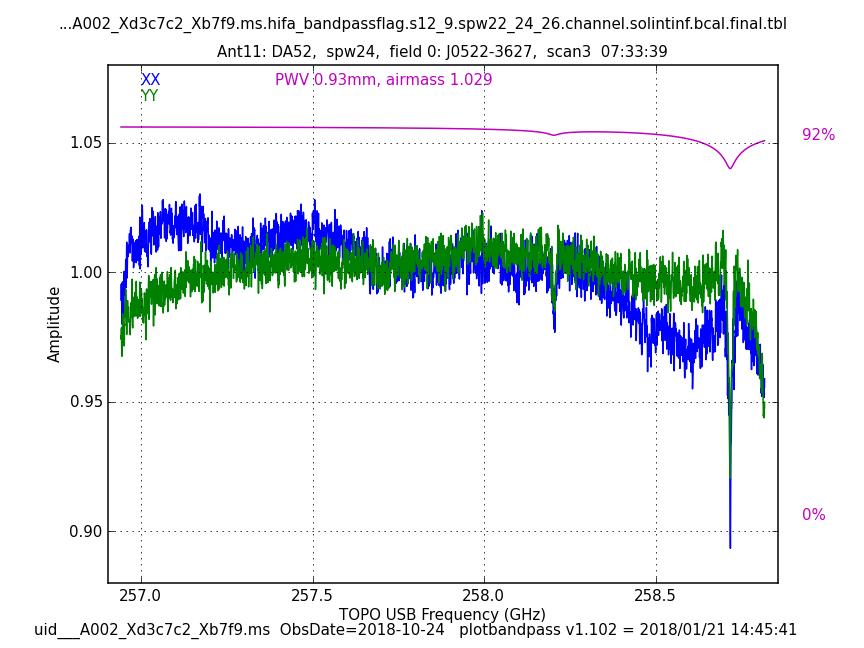 ...A002_Xd3c7c2_Xb7f9.ms.hifa_bandpassflag.s12_9.spw22_24_26.channel.solintinf.bcal.final.tbl
Ant11: DA52, spw24, field 0: J0522-3627, scan3 07:33:39
XX
PWV 0.93mm, airmass 1.029
YY
92%
1.05
1.00
0.95
0.90
0%
Amplitude
257.0 257.5 258.0 258.5
TOPO USB Frequency (GHz)
uid___A002_Xd3c7c2_Xb7f9.ms ObsDate=2018-10-24 plotbandpass v1.102 = 2018/01/21 14:45:41